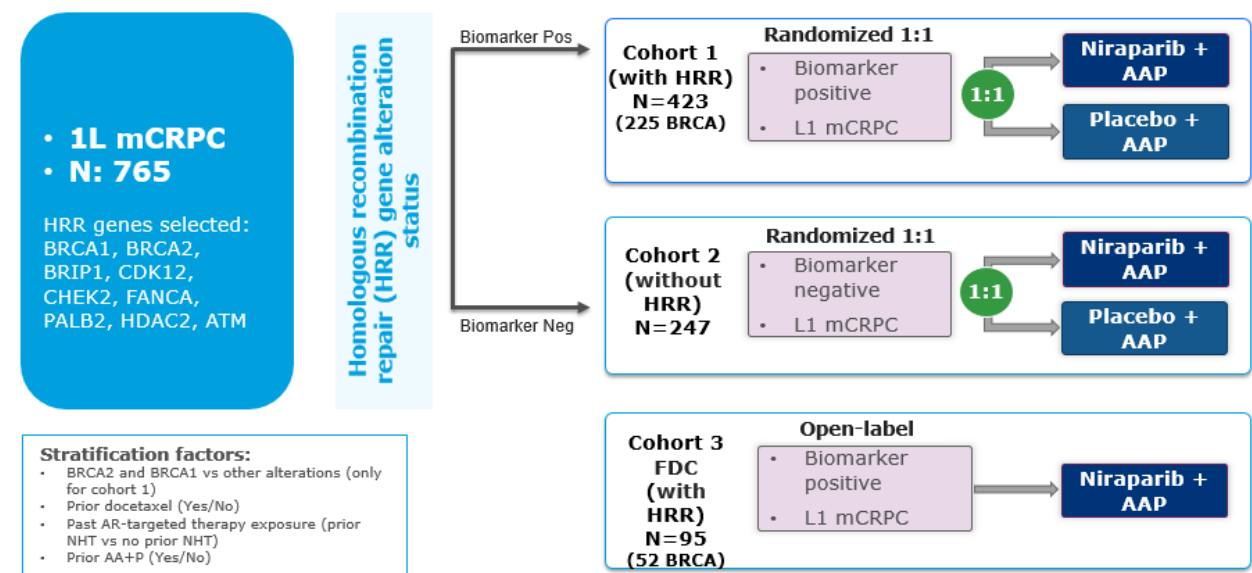 • 1L mCRPC
• N: 765
HRR genes selected:
BRCA1, BRCA2,
BRIP1, CDK12,
CHEK2, FANCA,
PALB2, HDAC2, ATM
Homologous recombination
repair (HRR) gene alteration
status
Biomarker Pos
Biomarker Neg
Cohort 1
(with HRR)
N=423
(225 BRCA)
Randomized 1:1
• Biomarker
positive
• L1 mCRPC
1:1
Niraparib +
AAP
Placebo +
AAP
Cohort 2
(without
HRR)
N=247
Randomized 1:1
• Biomarker
negative
• L1 mCRPC
1:1
Niraparib +
AAP
Placebo +
AAP
Cohort 3
FDC
(with
HRR)
N=95
(52 BRCA)
Open-label
• Biomarker
positive
• L1 mCRPC
Niraparib +
AAP
Stratification factors:
• BRCA2 and BRCA1 vs other alterations (only
for cohort 1)
• Prior docetaxel (Yes/No)
• Past AR-targeted therapy exposure (prior
NHT vs no prior NHT)
• Prior AA+P (Yes/No)